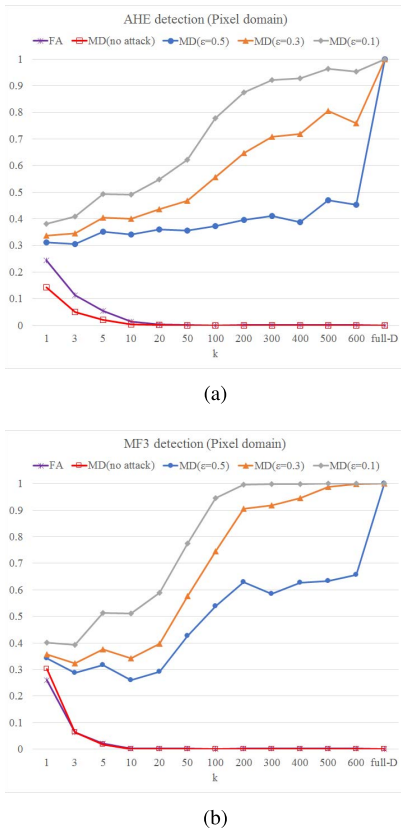 AHE detection (Pixel domain)
FA MD(no attack) MD(ε=0.5) MD(ε=0.3) MD(ε=0.1)
1
0.9
0.8
0.7
0.6
0.5
0.4
0.3
0.2
0.1
0
1 3 5 10 20 50 100 200 300 400 500 600 full-D
k
(a)
MF3 detection (Pixel domain)
FA MD(no attack) MD(ε=0.5) MD(ε=0.3) MD(ε=0.1)
1
0.9
0.8
0.7
0.6
0.5
0.4
0.3
0.2
0.1
0
1 3 5 10 20 50 100 200 300 400 500 600 full-D
k
(b)